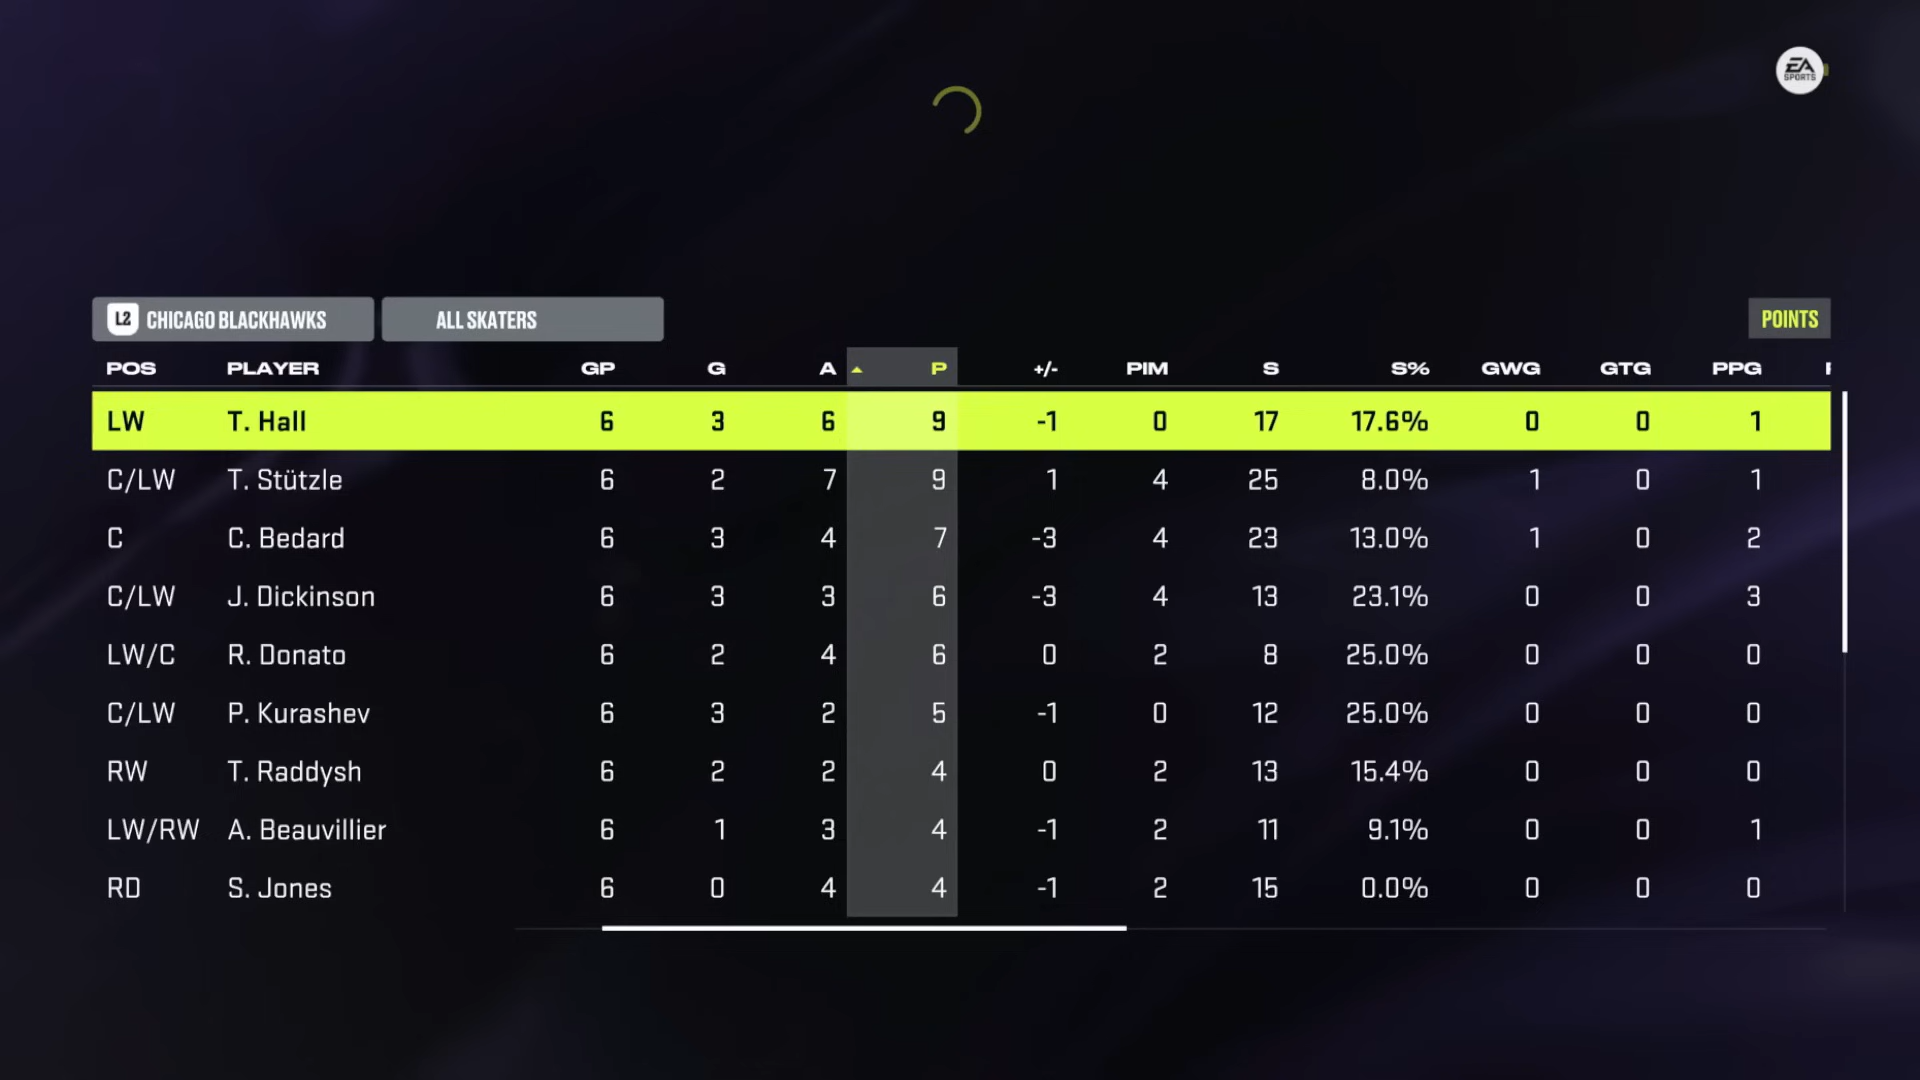 EA SPORTS
L2 CHICAGO BLACKHAWKS ALL SKATERS POINTS
POS PLAYER GP G A P +/- PIM S S% GWG GTG PPG
LW T. Hall 6 3 6 9 -1 0 17 17.6% 0 0 1
C/LW T. Stützle 6 2 7 9 1 4 25 8.0% 1 0 1
C C. Bedard 6 3 4 7 -3 4 23 13.0% 1 0 2
C/LW J. Dickinson 6 3 3 6 -3 4 13 23.1% 0 0 3
LW/C R. Donato 6 2 4 6 0 2 8 25.0% 0 0 0
C/LW P. Kurashev 6 3 2 5 -1 0 12 25.0% 0 0 0
RW T. Raddysh 6 2 2 4 0 2 13 15.4% 0 0 0
LW/RW A. Beauvillier 6 1 3 4 -1 2 11 9.1% 0 0 1
RD S. Jones 6 0 4 4 -1 2 15 0.0% 0 0 0